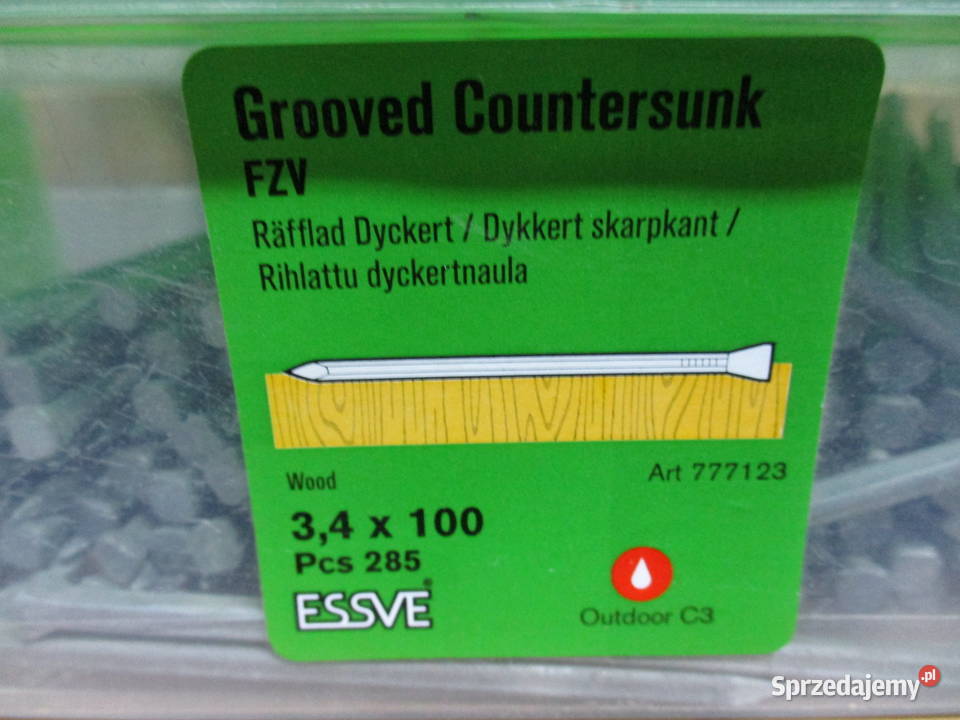 Grooved Countersunk
FZV
Räfflad Dyckert / Dykkert skarpkant /
Rihlattu dyckertnaula
Wood
Art 777123
3,4 x 100
Pcs 285
ESSVE®
Outdoor C3
Sprzedajemy.pl